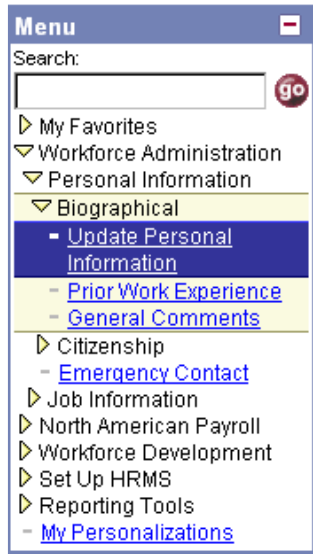 Menu
Search:
go
My Favorites
Workforce Administration
Personal Information
Biographical
Update Personal
Information
Prior Work Experience
General Comments
Citizenship
Emergency Contact
Job Information
North American Payroll
Workforce Development
Set Up HRMS
Reporting Tools
My Personalizations